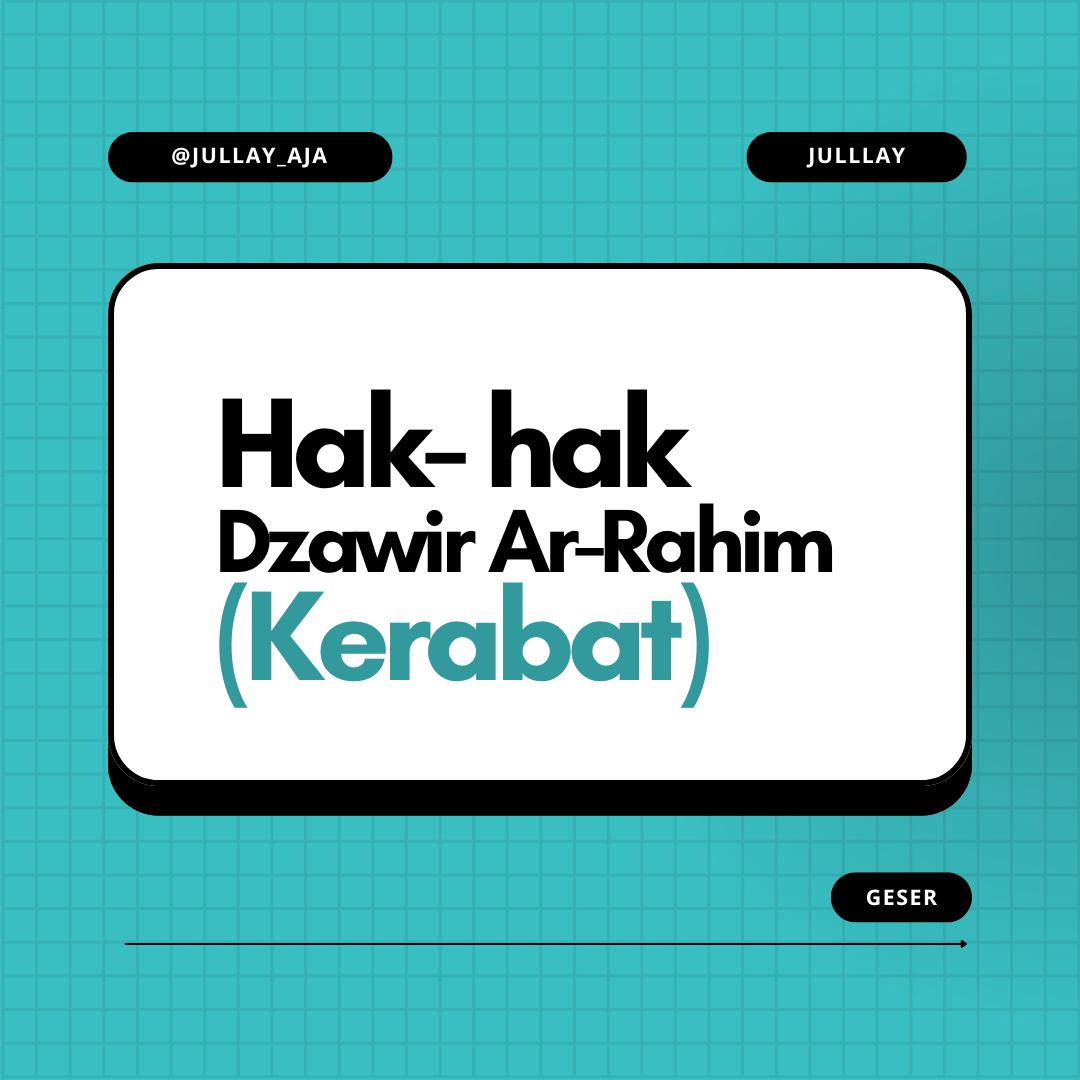 @JULLAY_AJA
JULLLAY
Hak- hak
Dzawir Ar-Rahim
(Kerabat)
GESER